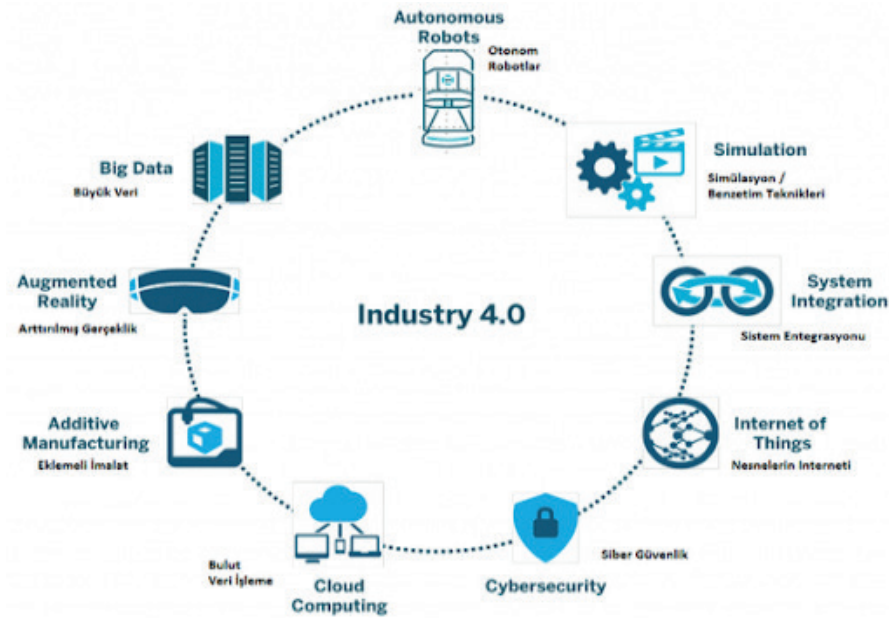 Autonomous
Robots
Otonom
Robotlar
Simulation
Simülasyon /
Benzetim Teknikleri
System
Integration
Sistem Entegrasyonu
Internet of
Things
Nesnelerin Interneti
Cybersecurity
Siber Güvenlik
Cloud
Computing
Bulut
Veri İşleme
Additive
Manufacturing
Eklemeli İmalat
Augmented
Reality
Arttırılmış Gerçeklik
Big Data
Büyük Veri
Industry 4.0